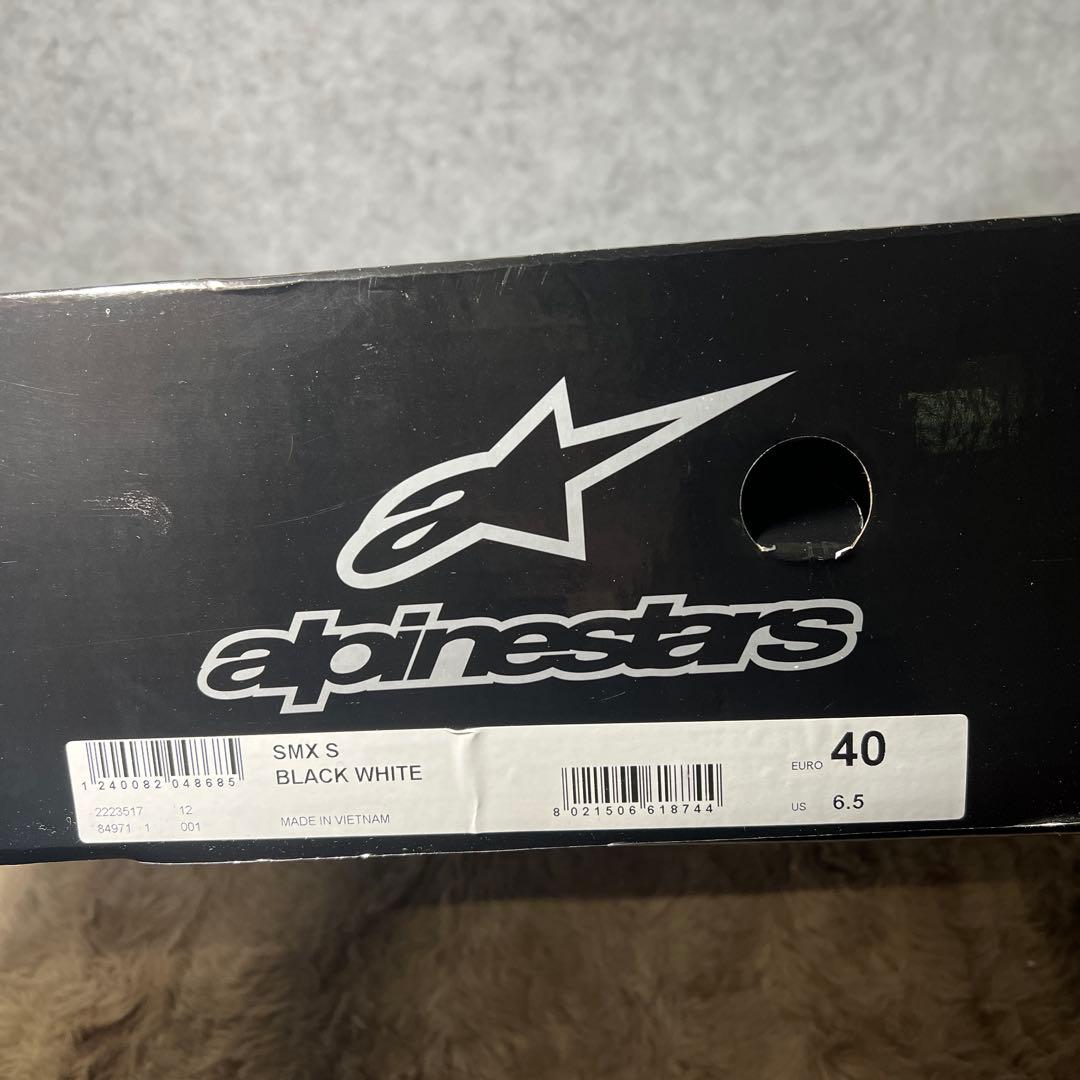 a
alpinestars
SMX S
BLACK WHITE
1 240082 048685
2223517 12
84971 1 001
MADE IN VIETNAM
8 021506 618744
EURO 40
US 6.5